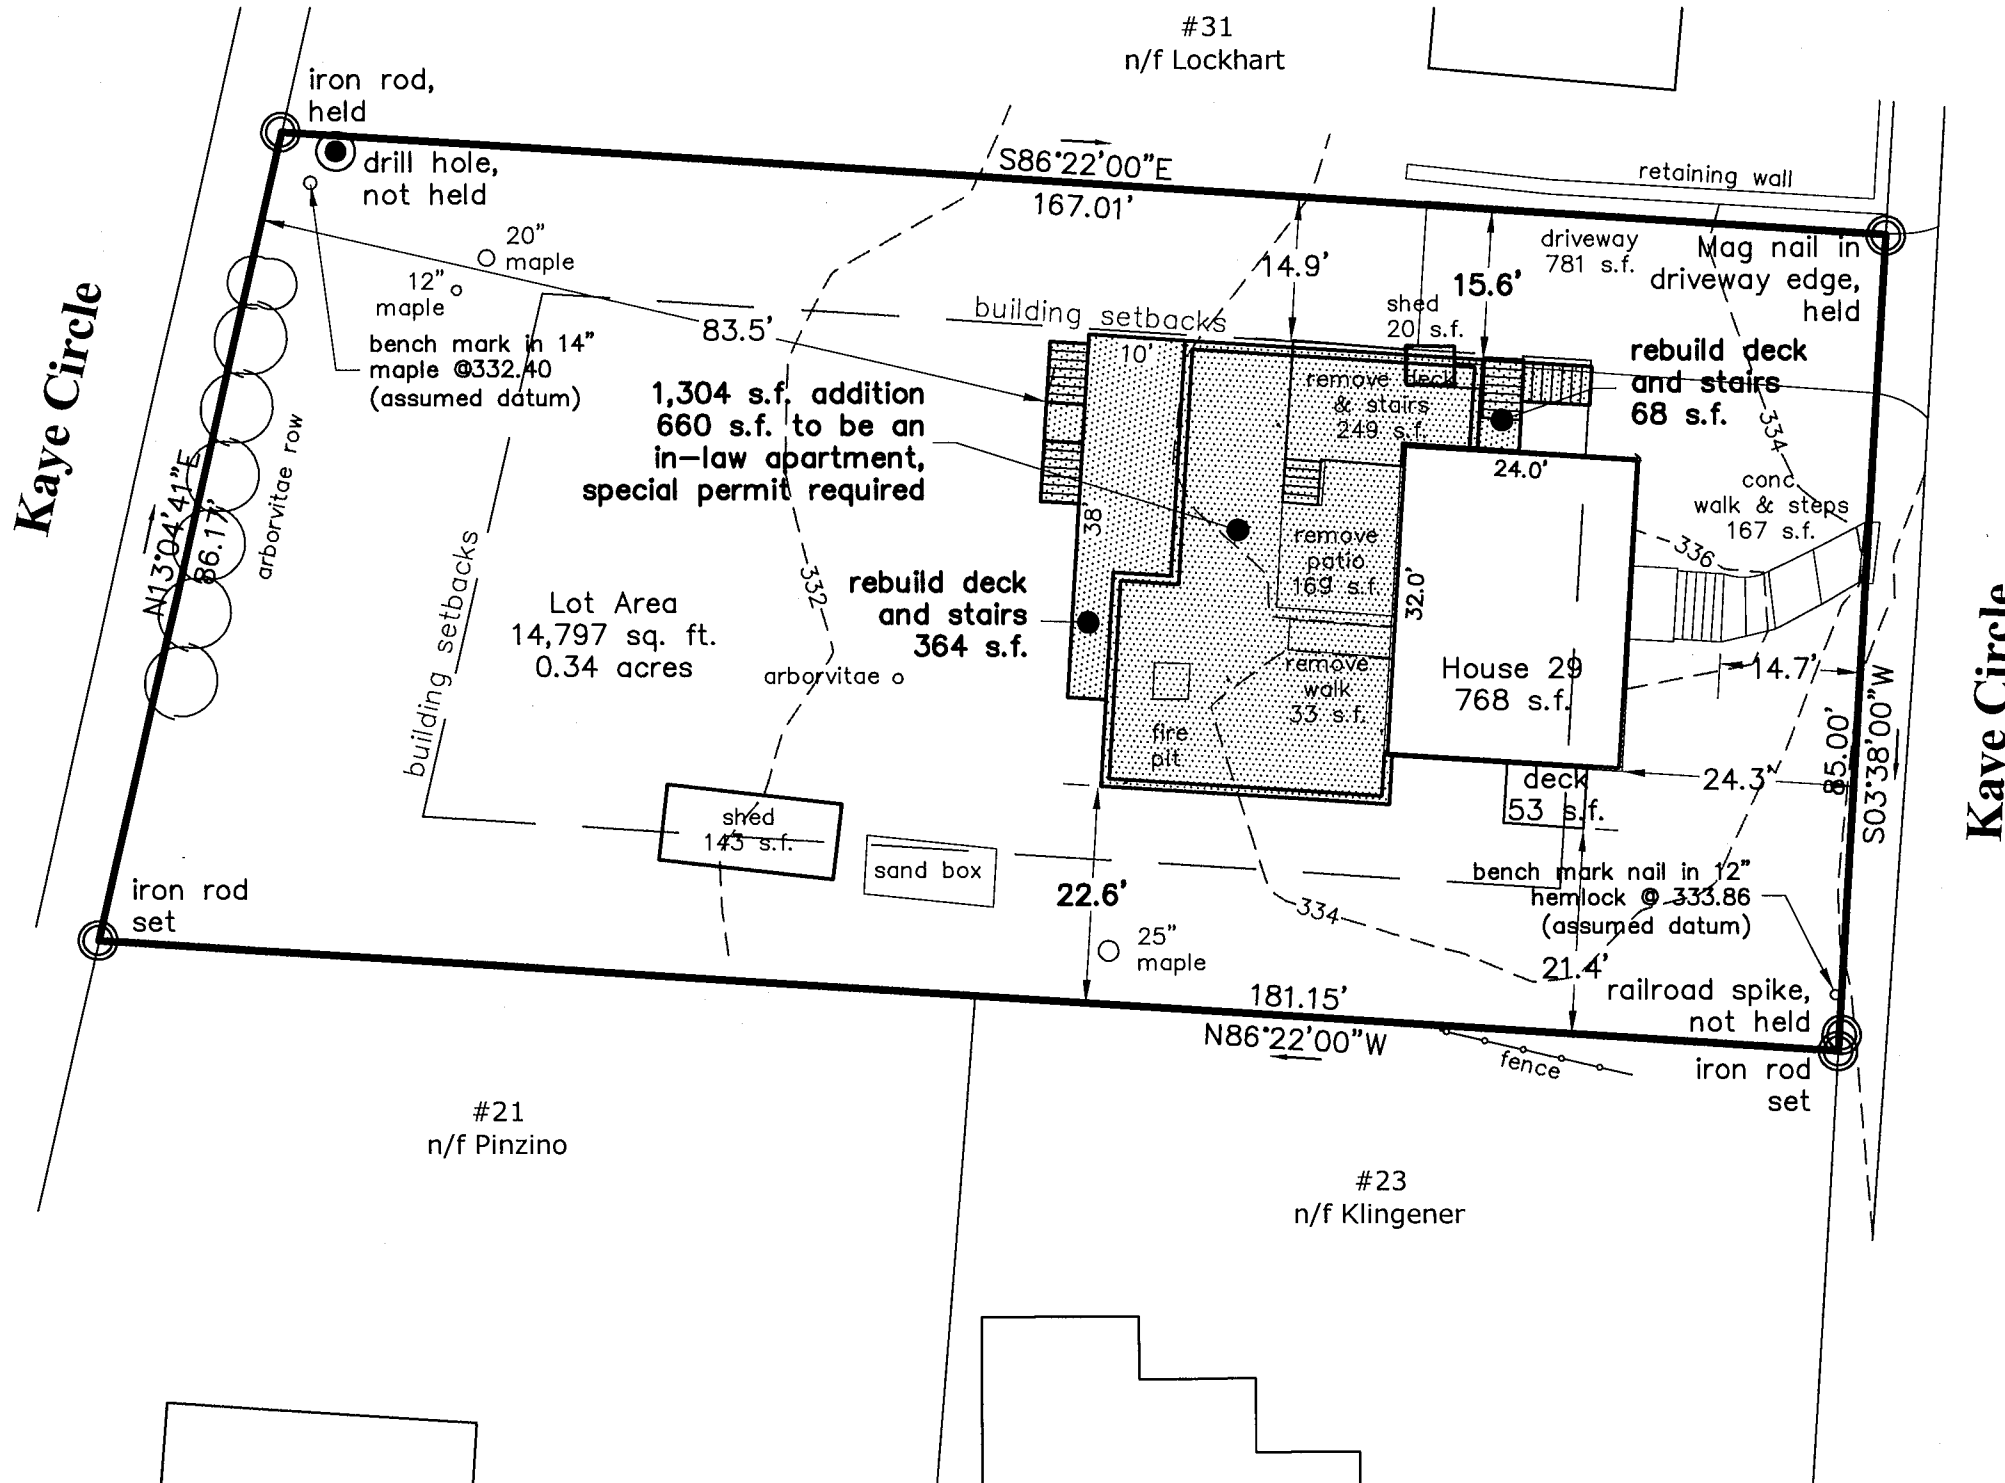 #31
n/f Lockhart
iron rod,
held
drill hole,
not held
S86°22'00"E
167.01'
retaining wall
20"
maple
12"
maple
bench mark in 14"
maple @332.40
(assumed datum)
83.5'
building setbacks
14.9'
15.6'
driveway
781 s.f.
Mag nail in
driveway edge,
held
shed
20 s.f.
rebuild deck
and stairs
68 s.f.
10'
remove deck
& stairs
249 s.f.
1,304 s.f. addition
660 s.f. to be an
in-law apartment,
special permit required
Kaye Circle
N13°04'41"E
86.17'
arborvitae row
building setbacks
38'
24.0'
334
conc.
walk & steps
167 s.f.
336
remove
patio
169 s.f.
32.0'
332
rebuild deck
and stairs
364 s.f.
Lot Area
14,797 sq. ft.
0.34 acres
arborvitae
remove
walk
33 s.f.
House 29
768 s.f.
14.7'
fire
pit
85.00'
S03°38'00"W
Kaye Circle
shed
143 s.f.
sand box
deck
53 s.f.
24.3'
iron rod
set
22.6'
25"
maple
334
bench mark nail in 12"
hemlock @ 333.86
(assumed datum)
21.4'
railroad spike,
not held
181.15'
N86°22'00"W
fence
iron rod
set
#21
n/f Pinzino
#23
n/f Klingener